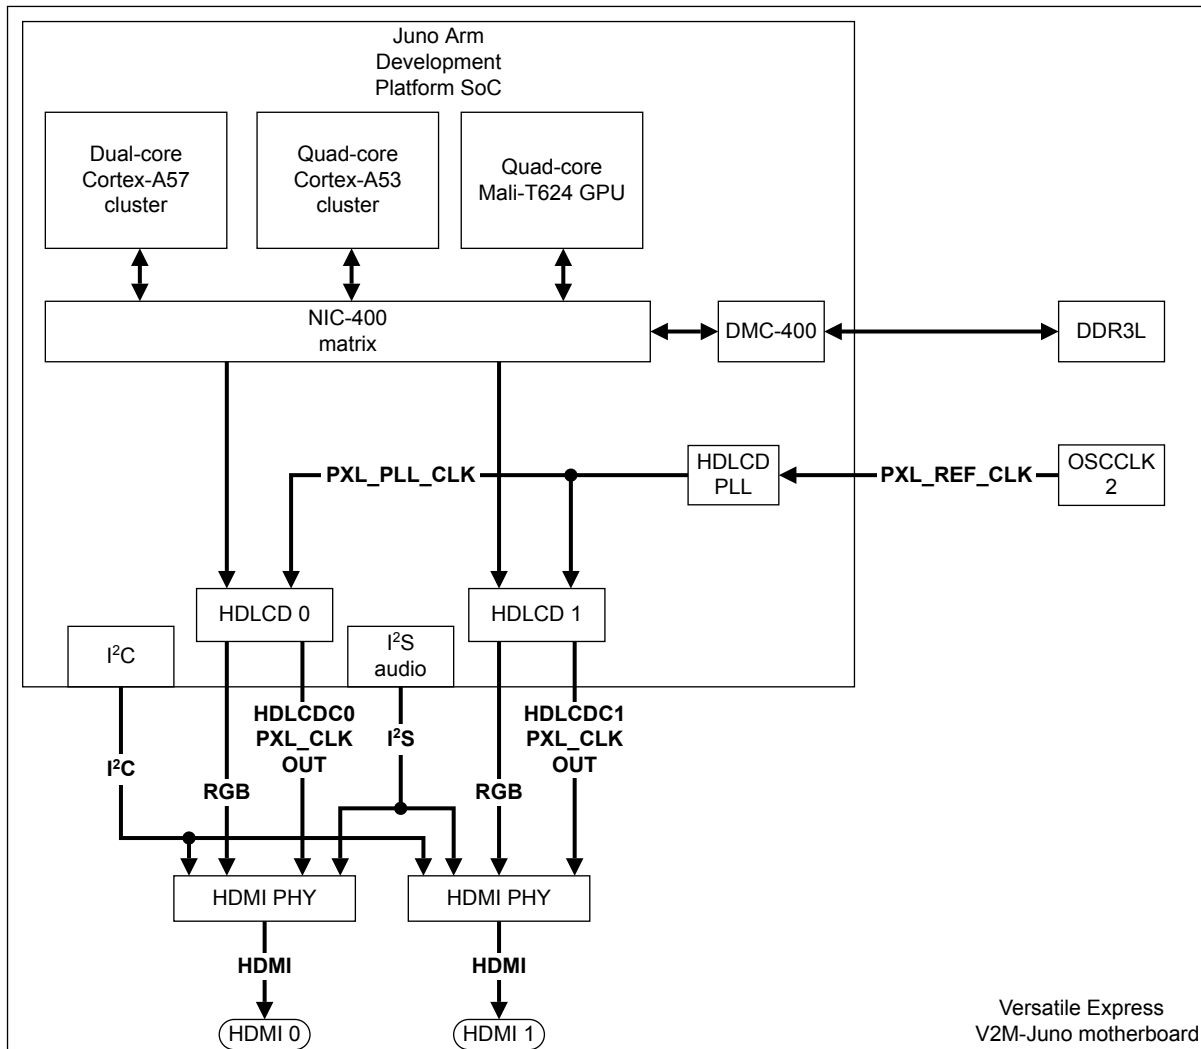 Juno Arm
Development
Platform SoC
Dual-core
Cortex-A57
cluster
Quad-core
Cortex-A53
cluster
Quad-core
Mali-T624 GPU
NIC-400
matrix
DMC-400
DDR3L
PXL_PLL_CLK
HDLCD
PLL
PXL_REF_CLK
OSCCLK
2
HDLCD 0
HDLCD 1
I²C
I²S
audio
I²C
RGB
HDLCDC0
PXL_CLK
OUT
I²S
RGB
HDLCDC1
PXL_CLK
OUT
HDMI PHY
HDMI PHY
HDMI
HDMI
HDMI 0
HDMI 1
Versatile Express
V2M-Juno motherboard